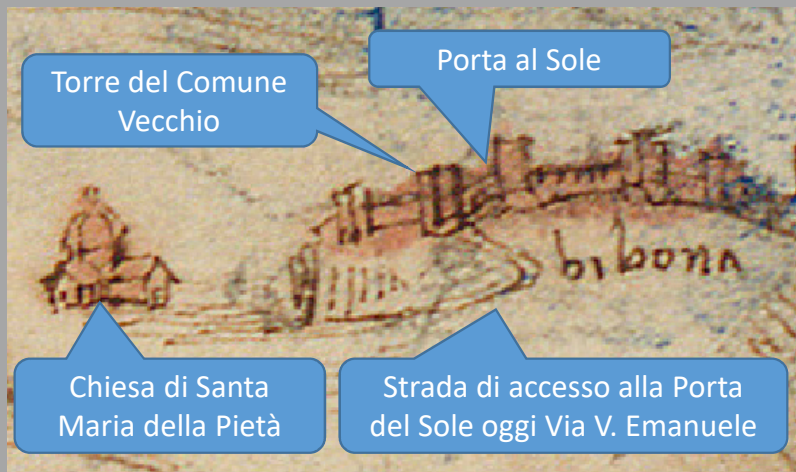 Porta al Sole
Torre del Comune
Vecchio
bibona
Chiesa di Santa
Maria della Pietà
Strada di accesso alla Porta
del Sole oggi Via V. Emanuele